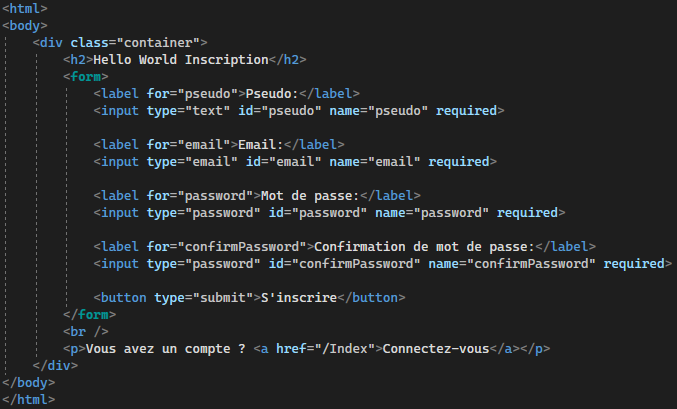 <html>
<body>
<div class="container">
<h2>Hello World Inscription</h2>
<form>
<label for="pseudo">Pseudo:</label>
<input type="text" id="pseudo" name="pseudo" required>
<label for="email">Email:</label>
<input type="email" id="email" name="email" required>
<label for="password">Mot de passe:</label>
<input type="password" id="password" name="password" required>
<label for="confirmPassword">Confirmation de mot de passe:</label>
<input type="password" id="confirmPassword" name="confirmPassword" required>
<button type="submit">S'inscrire</button>
</form>
<br />
<p>Vous avez un compte ? <a href="/Index">Connectez-vous</a></p>
</div>
</body>
</html>